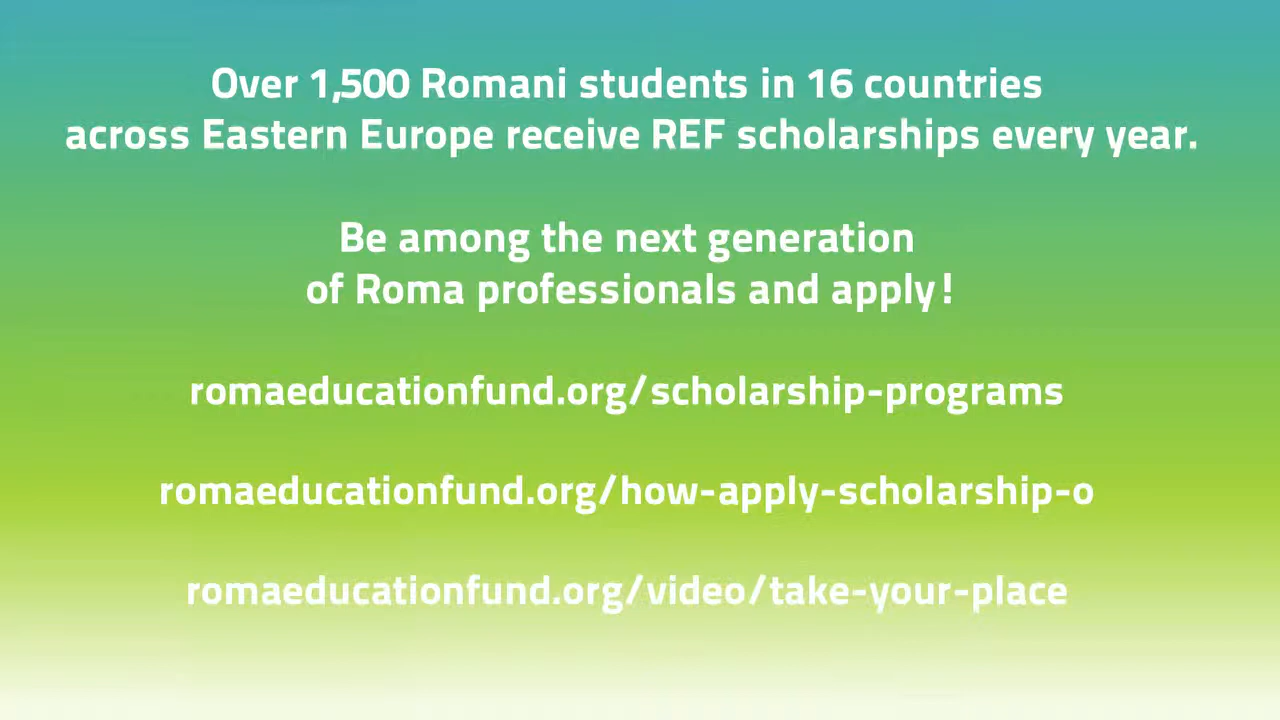 Over 1,500 Romani students in 16 countries
across Eastern Europe receive REF scholarships every year.
Be among the next generation
of Roma professionals and apply!
romaeducationfund.org/scholarship-programs
romaeducationfund.org/how-apply-scholarship-o
romaeducationfund.org/video/take-your-place